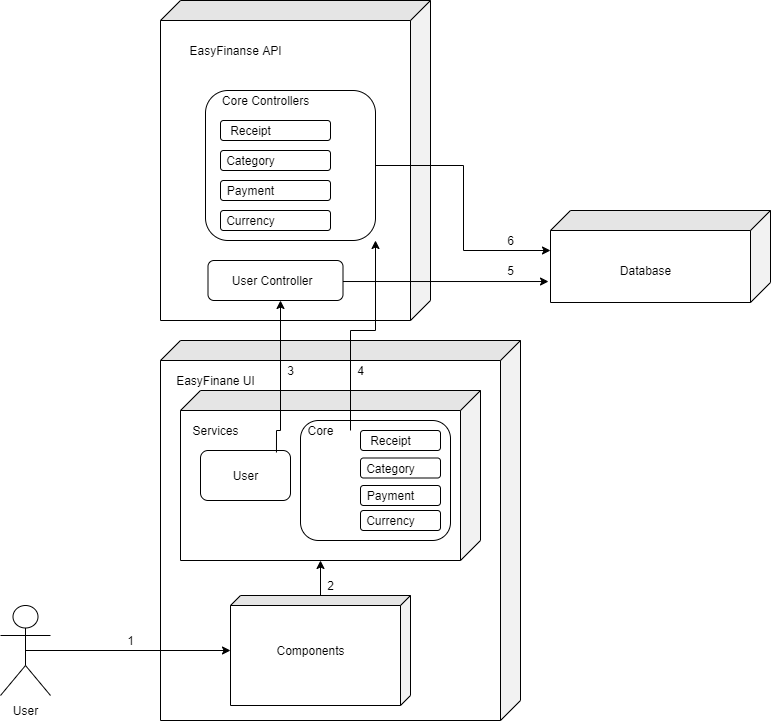 EasyFinanse API
Core Controllers
Receipt
Category
Payment
Currency
6
User Controller
5
Database
3
4
EasyFinane UI
Services
Core
Receipt
User
Category
Payment
Currency
2
1
Components
User